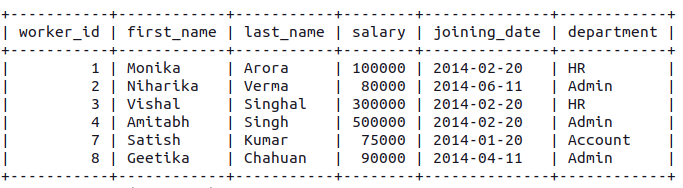 +-----------+------------+-----------+--------+--------------+------------+
| worker_id | first_name | last_name | salary | joining_date | department |
+-----------+------------+-----------+--------+--------------+------------+
|         1 | Monika     | Arora     | 100000 | 2014-02-20   | HR         |
|         2 | Niharika   | Verma     |  80000 | 2014-06-11   | Admin      |
|         3 | Vishal     | Singhal   | 300000 | 2014-02-20   | HR         |
|         4 | Amitabh    | Singh     | 500000 | 2014-02-20   | Admin      |
|         7 | Satish     | Kumar     |  75000 | 2014-01-20   | Account    |
|         8 | Geetika    | Chahuan   |  90000 | 2014-04-11   | Admin      |
+-----------+------------+-----------+--------+--------------+------------+